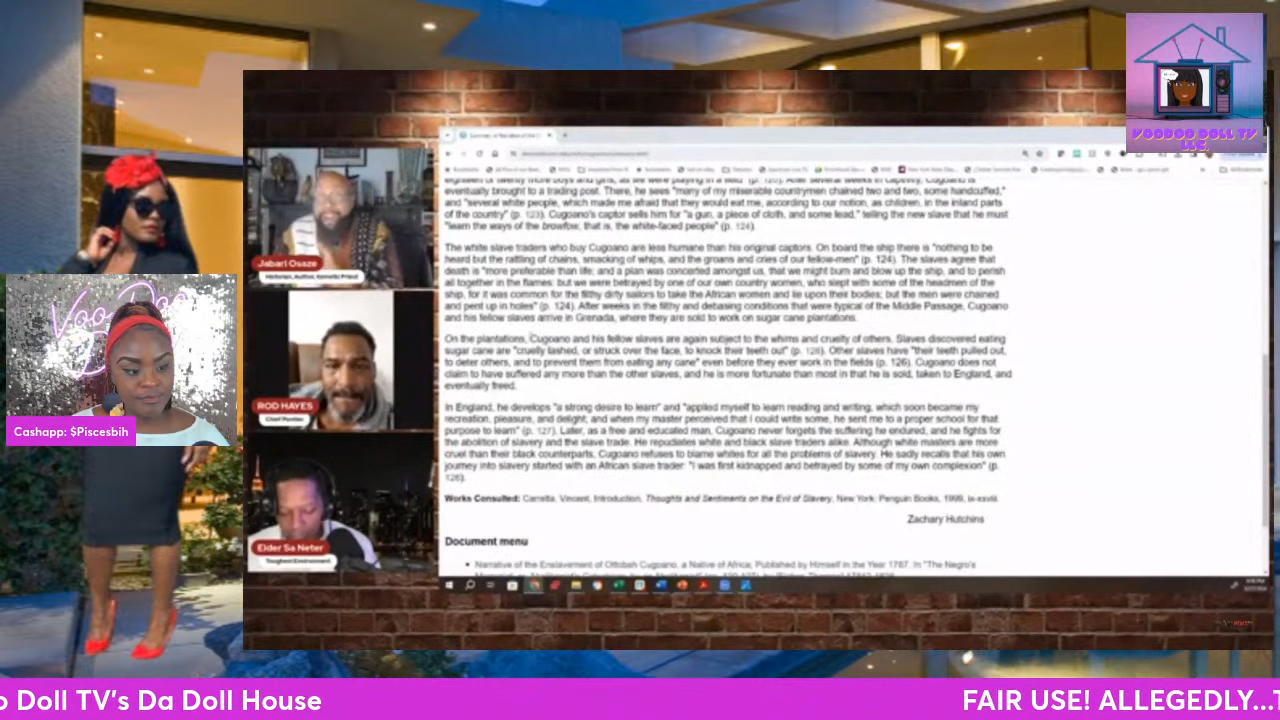 VOODOO DOLL TV LLC.
Jabari Osaze
Historian, Author, Kemetic Priest
ROD HAYES
Elder Sa Neter
Cashapp: $Piscesbih
eventually brought to a trading post. There, he sees "many of my miserable countrymen chained two and two, some handcuffed,"
and "several white people, which made me afraid that they would eat me, according to our notion, as children, in the inland parts
of the country" (p. 123). Cugoano's captor sells him for "a gun, a piece of cloth, and some lead," telling the new slave that he must
"learn the ways of the browfow, that is, the white-faced people" (p. 124).
The white slave traders who buy Cugoano are less humane than his original captors. On board the ship there is "nothing to be
heard but the rattling of chains, smacking of whips, and the groans and cries of our fellow-men" (p. 124). The slaves agree that
death is "more preferable than life; and a plan was concerted amongst us, that we might burn and blow up the ship, and to perish
all together in the flames: but we were betrayed by one of our own country women, who slept with some of the headmen of the
ship, for it was common for the filthy dirty sailors to take the African women and lie upon their bodies; but the men were chained
and pent up in holes" (p. 124). After weeks in the filthy and debasing conditions that were typical of the Middle Passage, Cugoano
and his fellow slaves arrive in Grenada, where they are sold to work on sugar cane plantations.
On the plantations, Cugoano and his fellow slaves are again subject to the whims and cruelty of others. Slaves discovered eating
sugar cane are "cruelly lashed, or struck over the face, to knock their teeth out" (p. 126). Other slaves have "their teeth pulled out,
to deter others, and to prevent them from eating any cane" even before they ever work in the fields (p. 126). Cugoano does not
claim to have suffered any more than the other slaves, and he is more fortunate than most in that he is sold, taken to England, and
eventually freed.
In England, he develops "a strong desire to learn" and "applied myself to learn reading and writing, which soon became my
recreation, pleasure, and delight; and when my master perceived that I could write some, he sent me to a proper school for that
purpose to learn" (p. 127). Later, as a free and educated man, Cugoano never forgets the suffering he endured, and he fights for
the abolition of slavery and the slave trade. He repudiates white and black slave traders alike. Although white masters are more
cruel than their black counterparts, Cugoano refuses to blame whites for all the problems of slavery. He sadly recalls that his own
journey into slavery started with an African slave trader: "I was first kidnapped and betrayed by some of my own complexion" (p.
126).
Works Consulted: Carretta, Vincent, Introduction, Thoughts and Sentiments on the Evil of Slavery, New York: Penguin Books, 1999, ix-xxviii.
Zachary Hutchins
Document menu
Narrative of the Enslavement of Ottobah Cugoano, a Native of Africa; Published by Himself in the Year 1787. In "The Negro's
o Doll TV's Da Doll House
FAIR USE! ALLEGEDLY...T